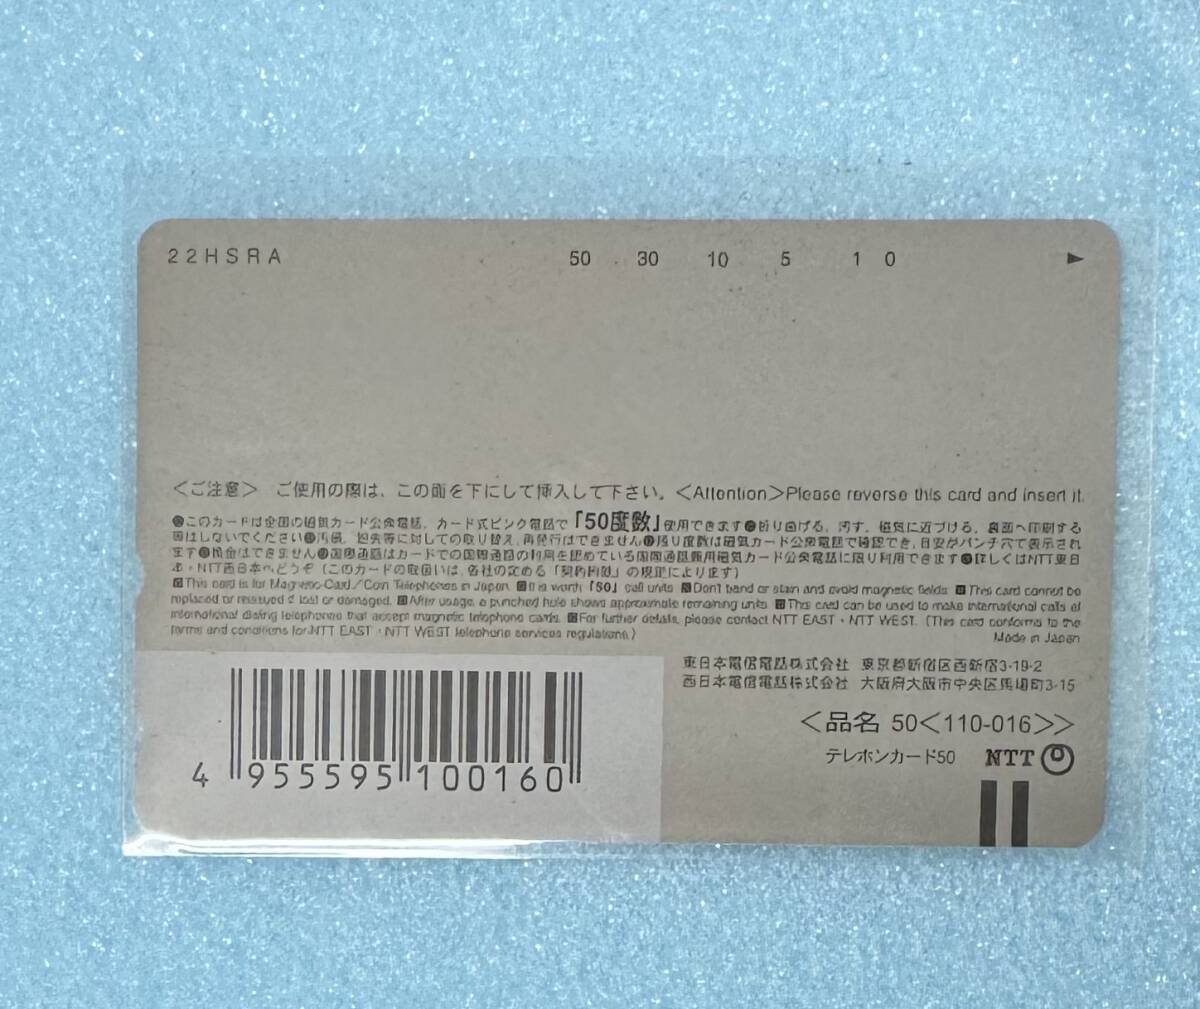 22HSRA 50 30 10 5 1 0
＜ご注意＞ ご使用の際は、この面を下にして挿入して下さい。＜Attention＞Please reverse this card and insert it.
❶このカードは全国の磁気カード公衆電話、カード式ピンク電話で「50度数」使用できます❷折り曲げる、汚す、磁気に近づける、裏面へ印刷する
等はしないでください❸汚損、紛失等に対しての取り替え、再発行はできません❹残り度数は磁気カード公衆電話で確認でき、目安がパンチ穴で表示され
ます❺換金はできません❻国際通話はカードでの国際通話の利用を認めている国際通話兼用磁気カード公衆電話に限り利用できます❼詳しくはNTT東日
本・NTT西日本へどうぞ（このカードの取扱いは、各社の定める「契約約款」の規定により ます）
1This card is for Magnetic-Card／Coin Telephones in Japan. 2It is worth「50」call units. 3Don't bend or stain and avoid magnetic fields. 4This card cannot be
replaced or reissued if lost or damaged. 5After usage, a punched hole shows approximate remaining units. 6This card can be used to make international calls at
international dialing telephones that accept magnetic telephone cards. 7For further details, please contact NTT EAST・NTT WEST.（This card conforms to the
terms and conditions for NTT EAST・NTT WEST telephone services regulations.）
Made in Japan
東日本電信電話株式会社 東京都新宿区西新宿3-19-2
西日本電信電話株式会社 大阪府大阪市中央区馬場町3-15
＜品名 50＜110-016＞＞
テレホンカード50 NTT
4 955595 100160